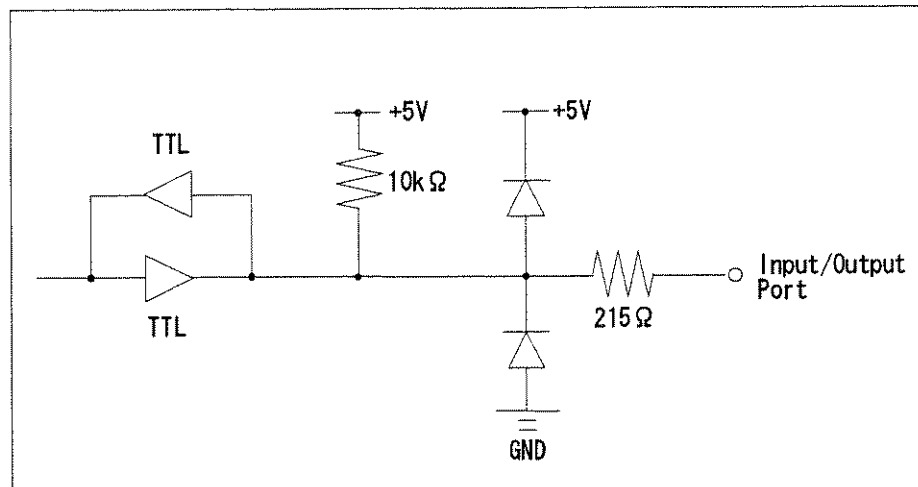 +5V
+5V
TTL
10kΩ
Input/Output
Port
215Ω
TTL
GND